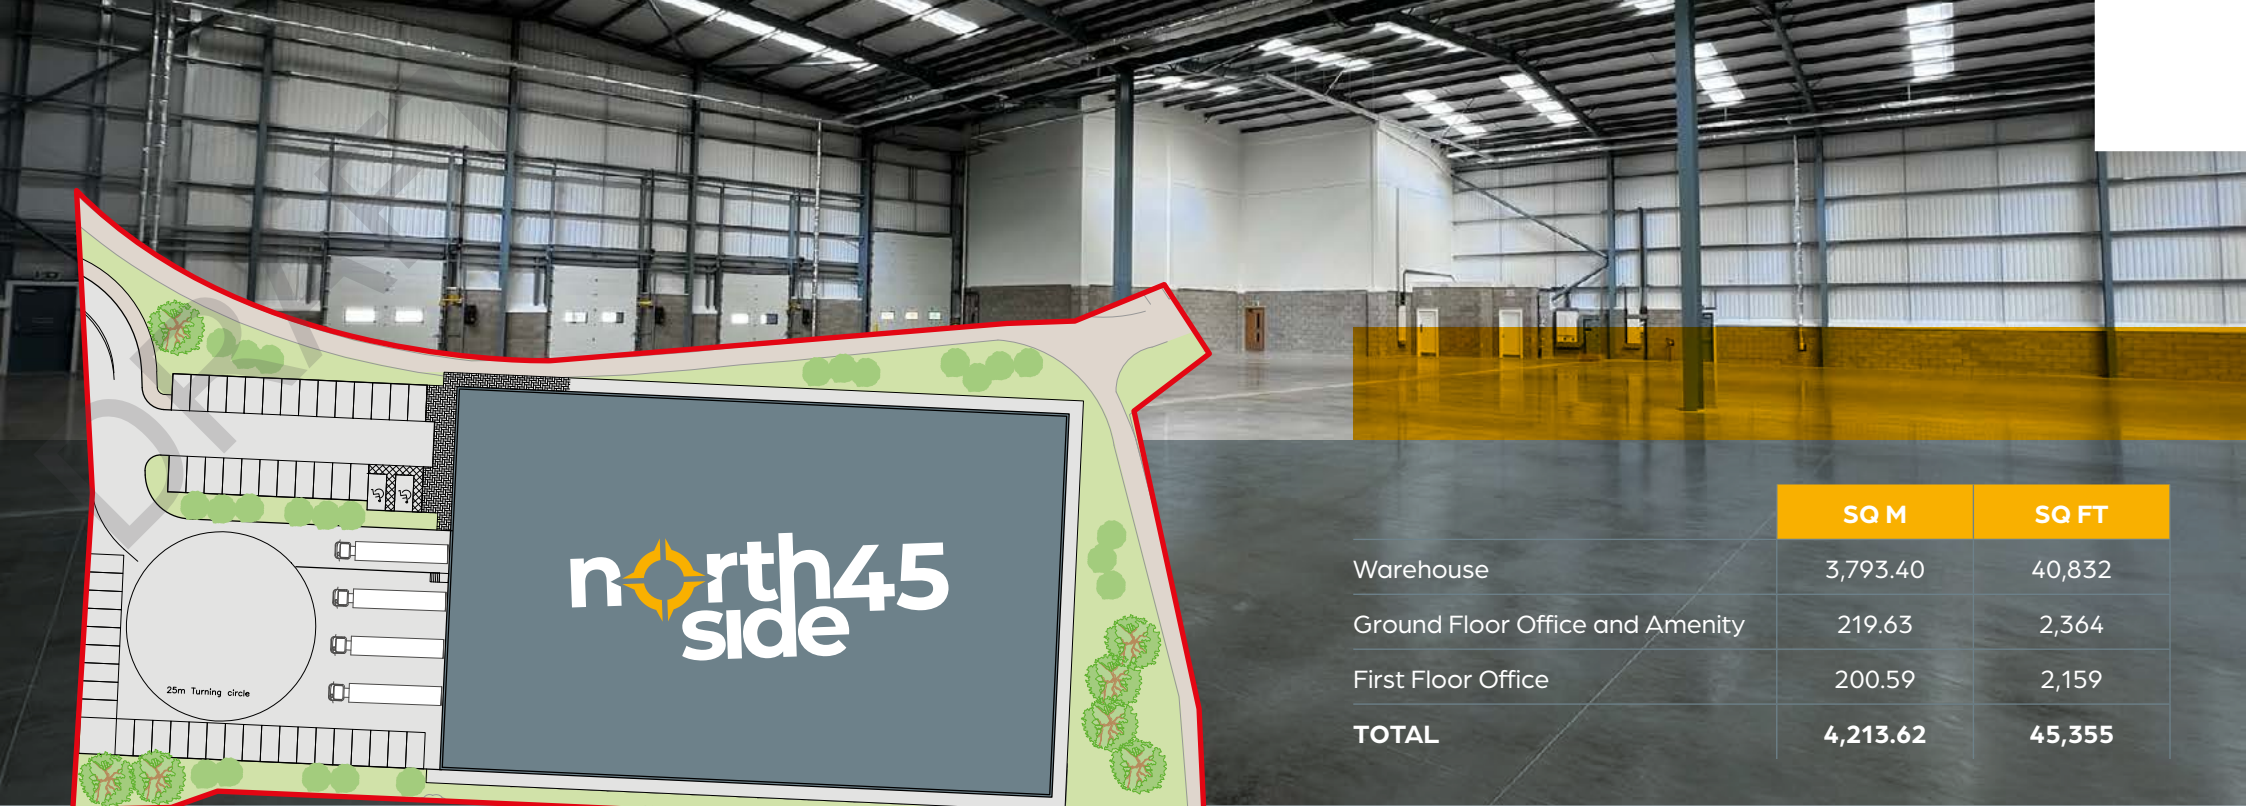 DRAFT
north45
side
25m Turning circle
SQ M SQ FT
Warehouse 3,793.40 40,832
Ground Floor Office and Amenity 219.63 2,364
First Floor Office 200.59 2,159
TOTAL 4,213.62 45,355